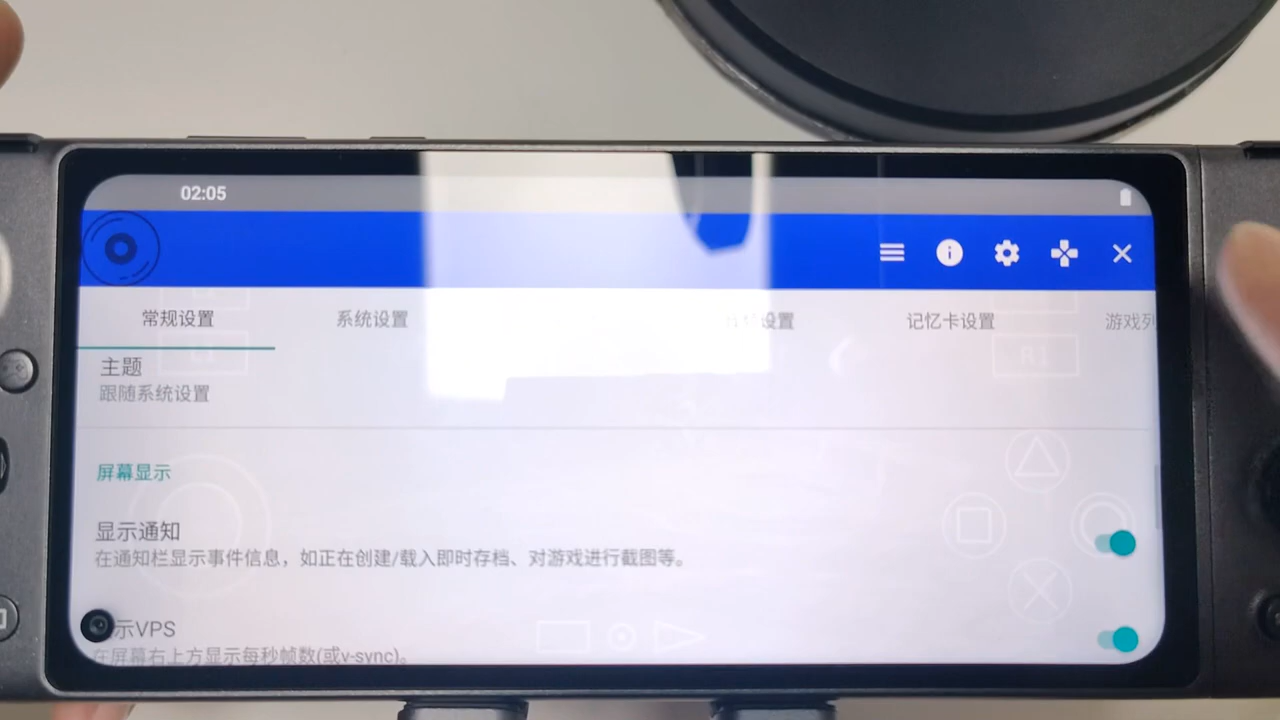 02:05
常规设置
系统设置
设置
记忆卡设置
游戏列
主题
跟随系统设置
R1
屏幕显示
显示通知
在通知栏显示事件信息，如正在创建/载入即时存档、对游戏进行截图等。
示VPS
在屏幕右上方显示每秒帧数(或v-sync)。